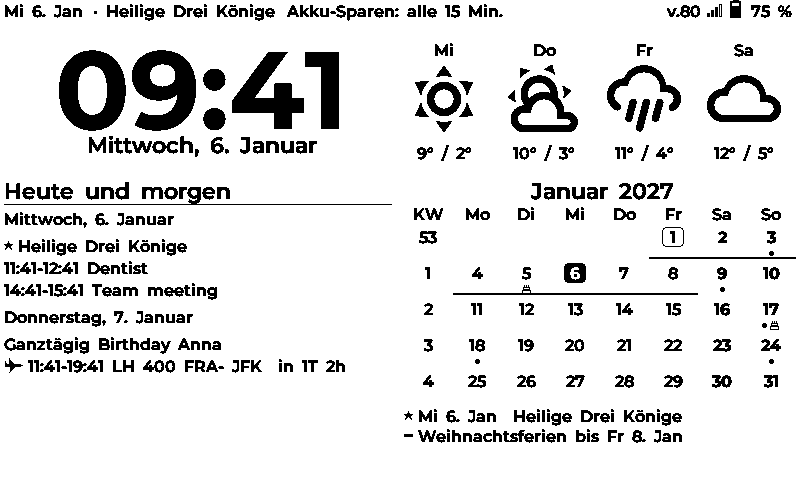 Mi 6. Jan · Heilige Drei Könige Akku-Sparen: alle 15 Min. v.80 75 %
09:41
Mittwoch, 6. Januar
Mi Do Fr Sa
9° / 2° 10° / 3° 11° / 4° 12° / 5°
Heute und morgen
Mittwoch, 6. Januar
★ Heilige Drei Könige
11:41-12:41 Dentist
14:41-15:41 Team meeting
Donnerstag, 7. Januar
Ganztägig Birthday Anna
11:41-19:41 LH 400 FRA- JFK in 1T 2h
Januar 2027
KW Mo Di Mi Do Fr Sa So
53 1 2 3
1 4 5 6 7 8 9 10
2 11 12 13 14 15 16 17
3 18 19 20 21 22 23 24
4 25 26 27 28 29 30 31
★ Mi 6. Jan Heilige Drei Könige
– Weihnachtsferien bis Fr 8. Jan